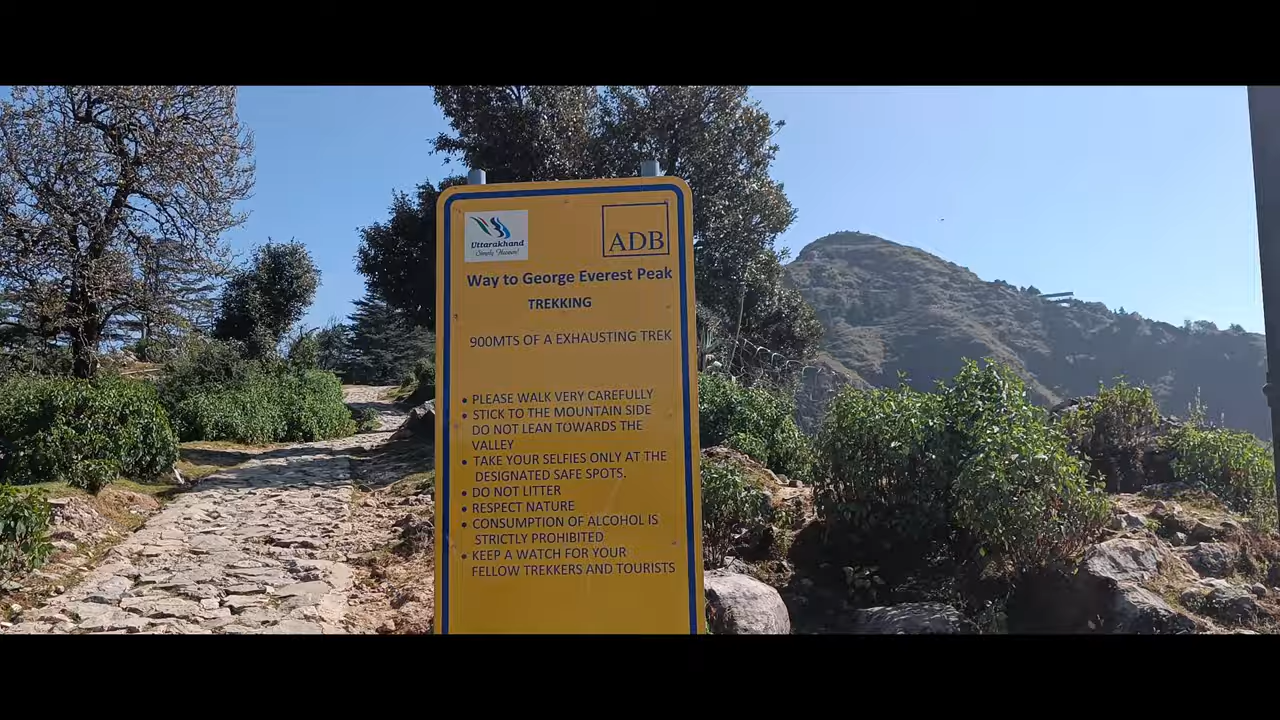 Uttarakhand
Simply Heaven!
ADB
Way to George Everest Peak
TREKKING
900MTS OF A EXHAUSTING TREK
• PLEASE WALK VERY CAREFULLY
• STICK TO THE MOUNTAIN SIDE
DO NOT LEAN TOWARDS THE
VALLEY
• TAKE YOUR SELFIES ONLY AT THE
DESIGNATED SAFE SPOTS.
• DO NOT LITTER
• RESPECT NATURE
• CONSUMPTION OF ALCOHOL IS
STRICTLY PROHIBITED
• KEEP A WATCH FOR YOUR
FELLOW TREKKERS AND TOURISTS